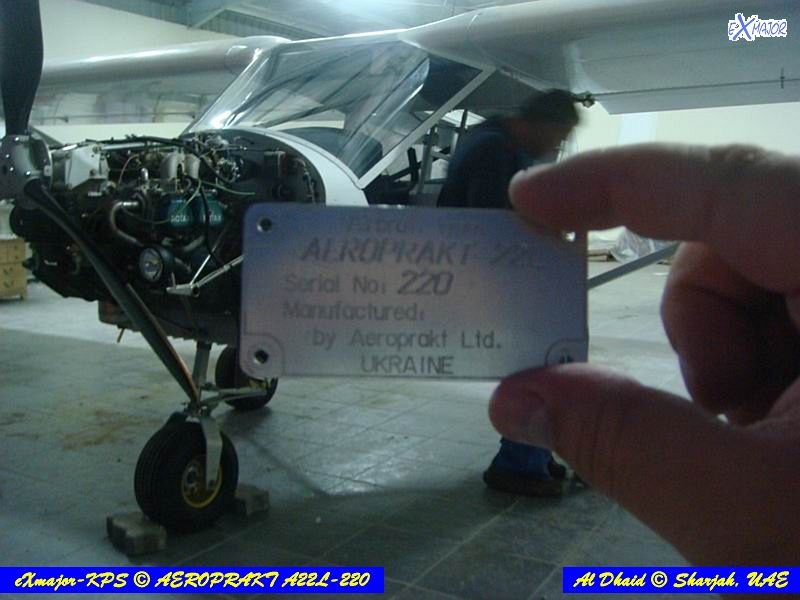 eXMAJOR
AEROPRAKT-22L
Serial No: 220
Manufactured:
by Aeroprakt Ltd.
UKRAINE
eXmajor-KPS © AEROPRAKT A22L-220
Al Dhaid © Sharjah, UAE